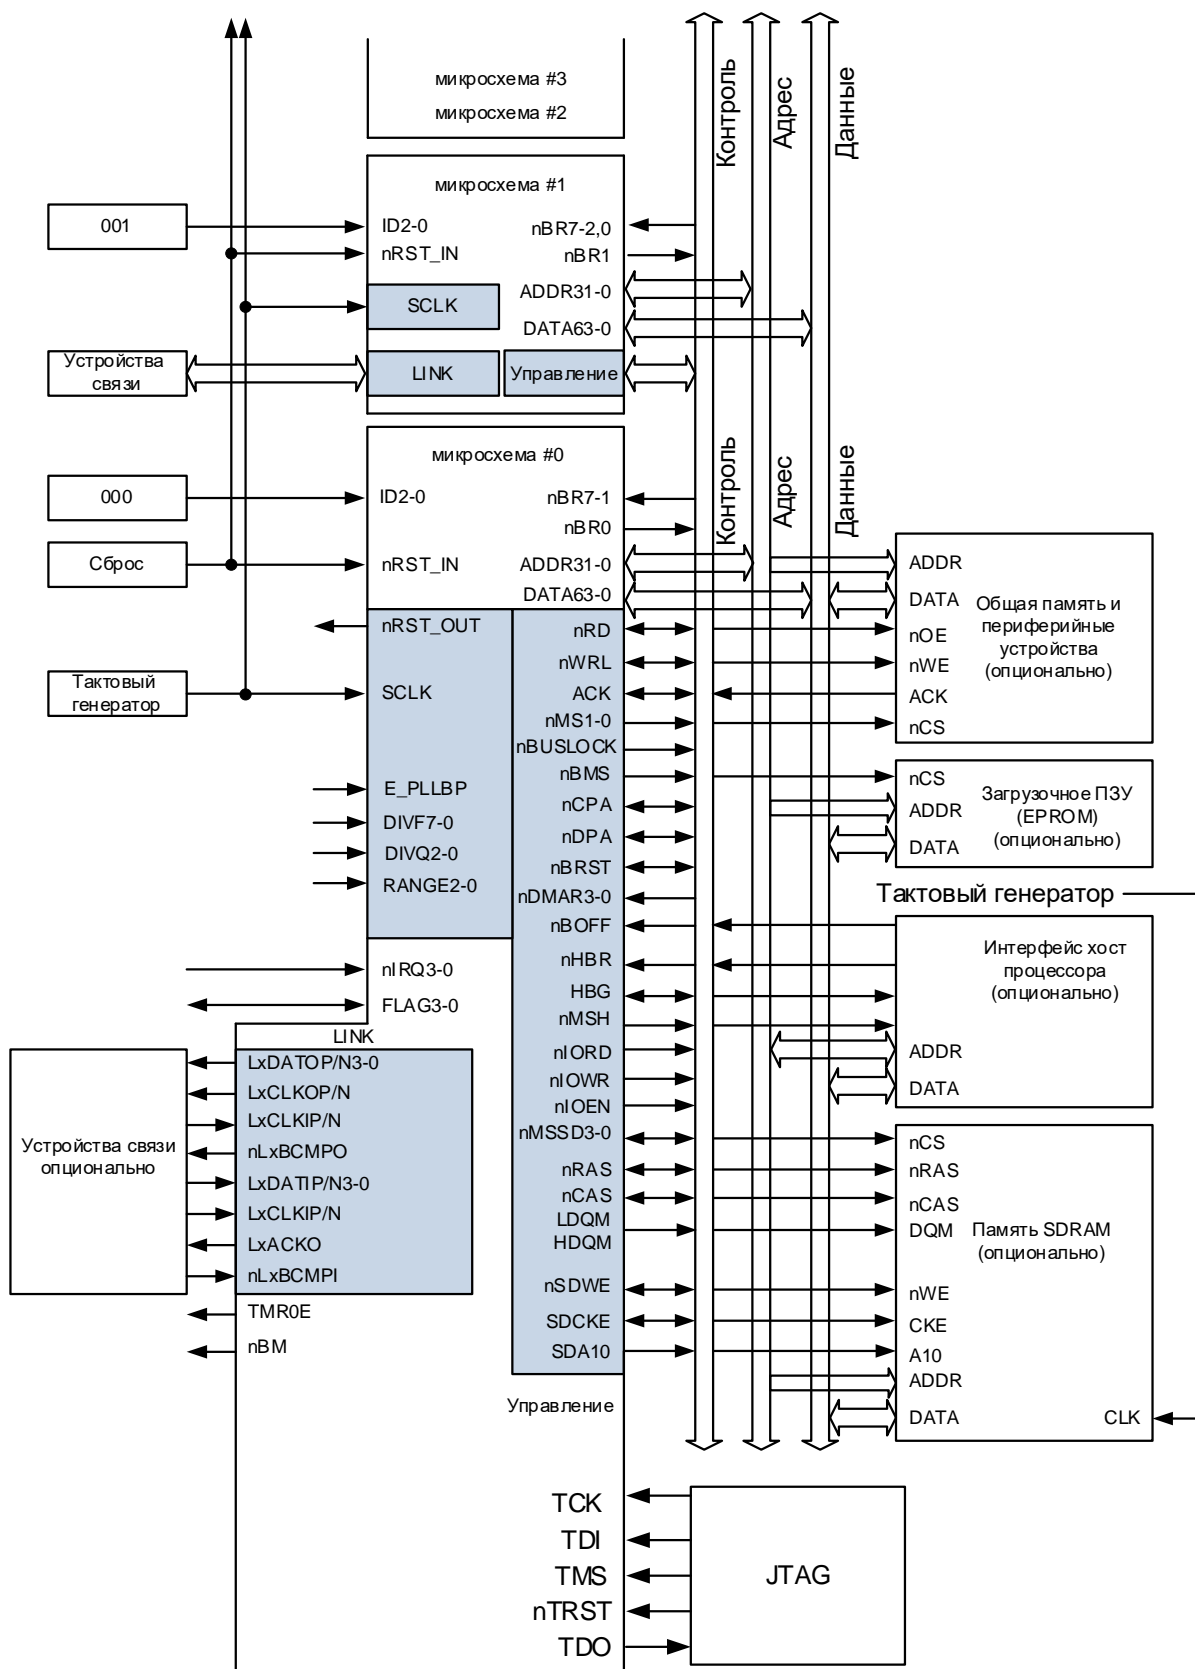 микросхема #3
микросхема #2
Контроль
Адрес
Данные
микросхема #1
001
ID2-0
nBR7-2,0
nRST_IN
nBR1
ADDR31-0
SCLK
DATA63-0
Устройства
связи
LINK
Управление
микросхема #0
Контроль
Адрес
Данные
000
ID2-0
nBR7-1
nBR0
Сброс
nRST_IN
ADDR31-0
DATA63-0
nRST_OUT
nRD
nWRL
Тактовый
генератор
SCLK
ACK
nMS1-0
nBUSLOCK
nBMS
E_PLLBP
nCPA
DIVF7-0
nDPA
DIVQ2-0
nBRST
RANGE2-0
nDMAR3-0
nBOFF
nIRQ3-0
nHBR
FLAG3-0
HBG
nMSH
nIORD
nIOWR
nIOEN
nMSSD3-0
nRAS
nCAS
LDQM
HDQM
nSDWE
SDCKE
SDA10
Управление
ADDR
DATA
nOE
nWE
ACK
nCS
Общая память и
периферийные
устройства
(опционально)
nCS
ADDR
DATA
Загрузочное ПЗУ
(EPROM)
(опционально)
Тактовый генератор
Интерфейс хост
процессора
(опционально)
ADDR
DATA
nCS
nRAS
nCAS
DQM
Память SDRAM
(опционально)
nWE
CKE
A10
ADDR
DATA
CLK
LINK
Устройства связи
опционально
LxDATOP/N3-0
LxCLKOP/N
LxCLKIP/N
nLxBCMPO
LxDATIP/N3-0
LxCLKIP/N
LxACKO
nLxBCMPI
TMR0E
nBM
TCK
TDI
TMS
nTRST
TDO
JTAG